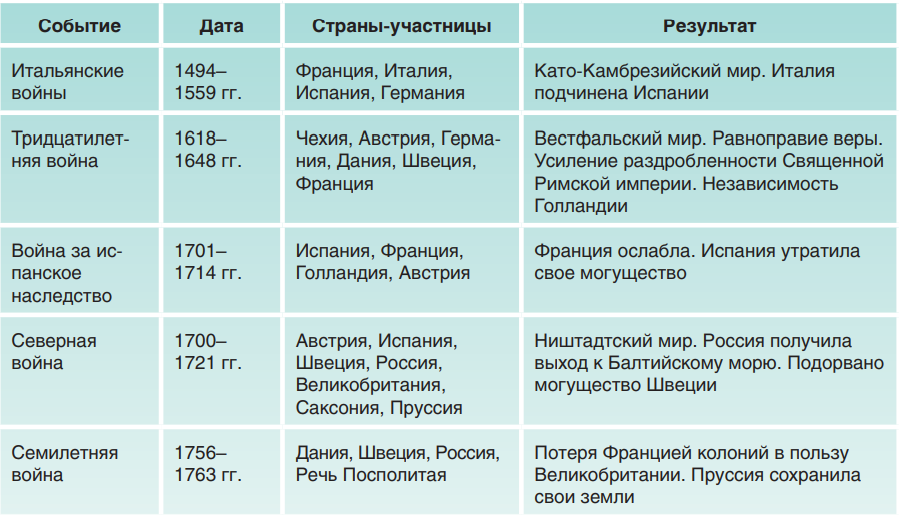 Событие Дата Страны-участницы Результат
Итальянские войны 1494–1559 гг. Франция, Италия, Испания, Германия Като-Камбрезийский мир. Италия подчинена Испании
Тридцатилет-
няя война
1618–
1648 гг.
Чехия, Австрия, Герма-
ния, Дания, Швеция,
Франция
Вестфальский мир. Равноправие веры.
Усиление раздробленности Священной
Римской империи. Независимость
Голландии
Война за ис-
панское
наследство
1701–
1714 гг.
Испания, Франция,
Голландия, Австрия
Франция ослабла. Испания утратила
свое могущество
Северная
война
1700–
1721 гг.
Австрия, Испания,
Швеция, Россия,
Великобритания,
Саксония, Пруссия
Ништадтский мир. Россия получила
выход к Балтийскому морю. Подорвано
могущество Швеции
Семилетняя
война
1756–
1763 гг.
Дания, Швеция, Россия,
Речь Посполитая
Потеря Францией колоний в пользу
Великобритании. Пруссия сохранила
свои земли